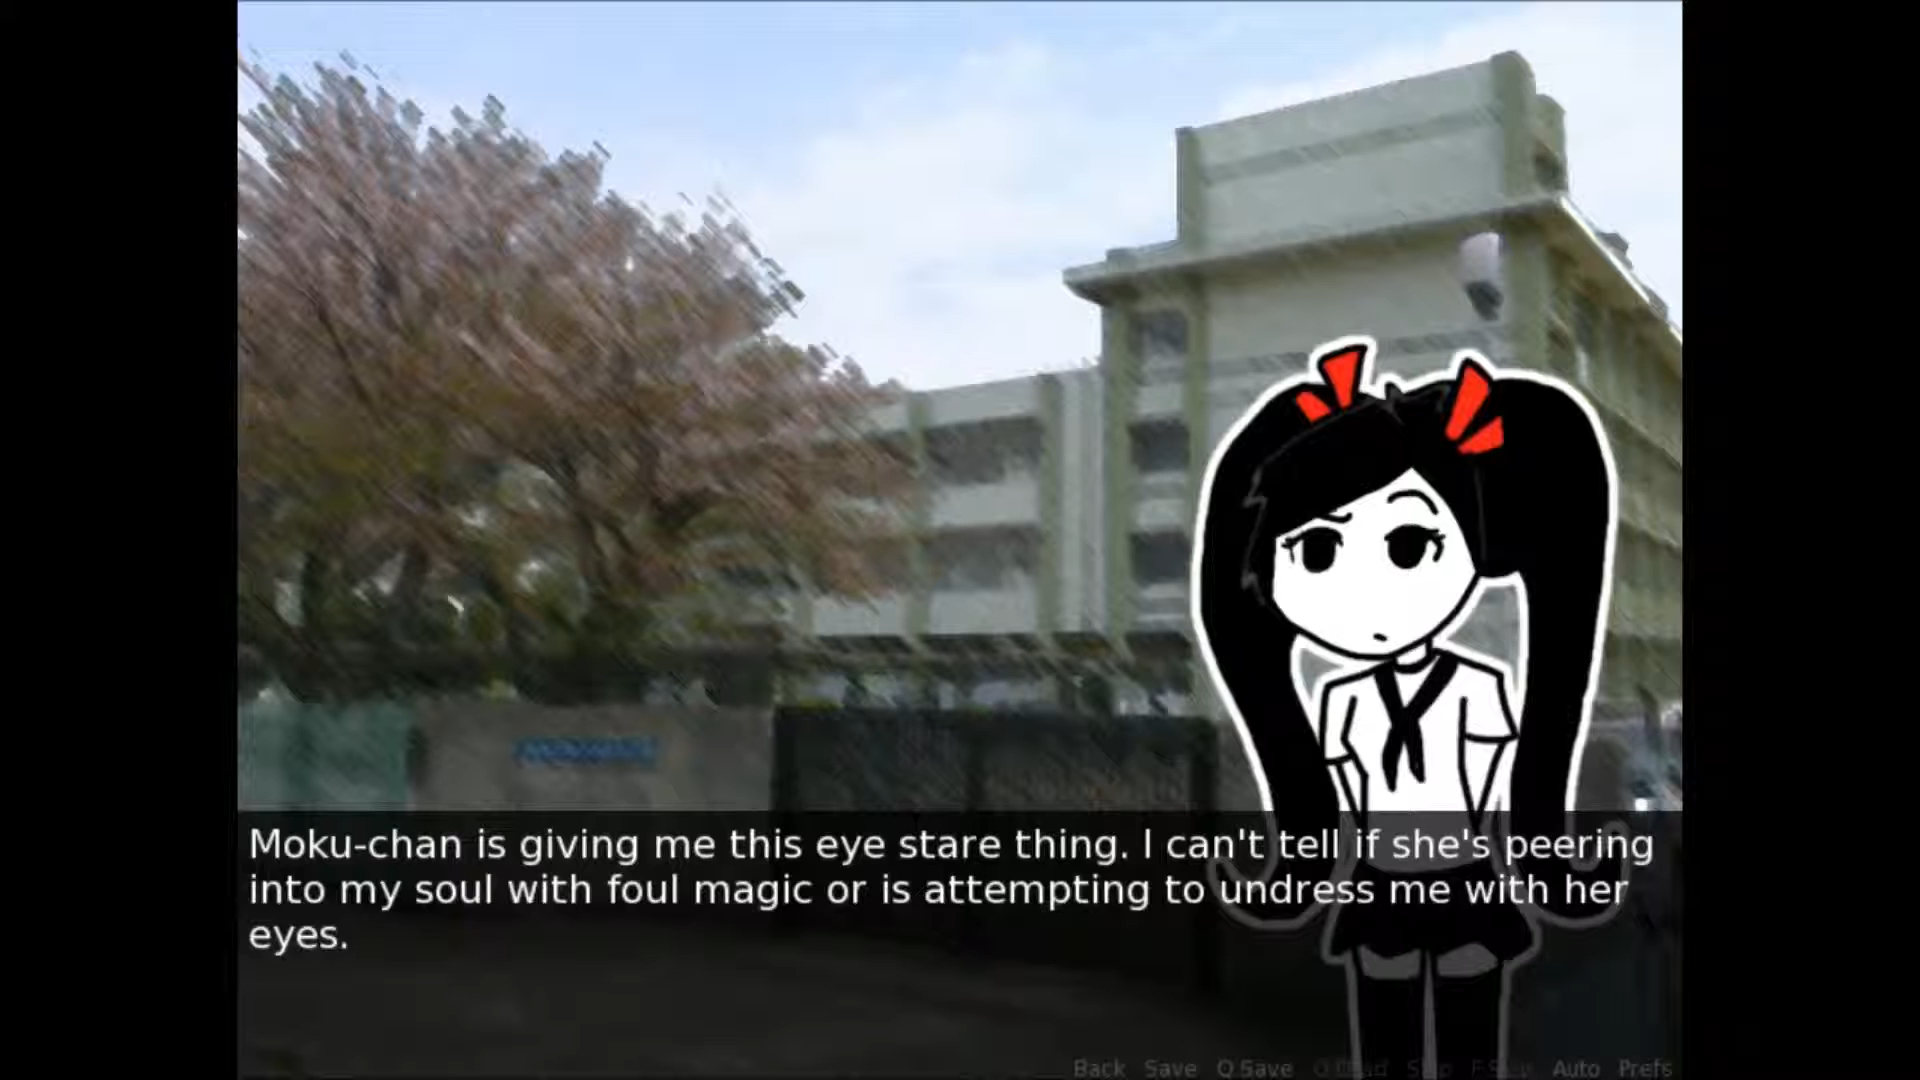 Moku-chan is giving me this eye stare thing. I can't tell if she's peering
into my soul with foul magic or is attempting to undress me with her
eyes.
Back Save Q.Save Auto Prefs